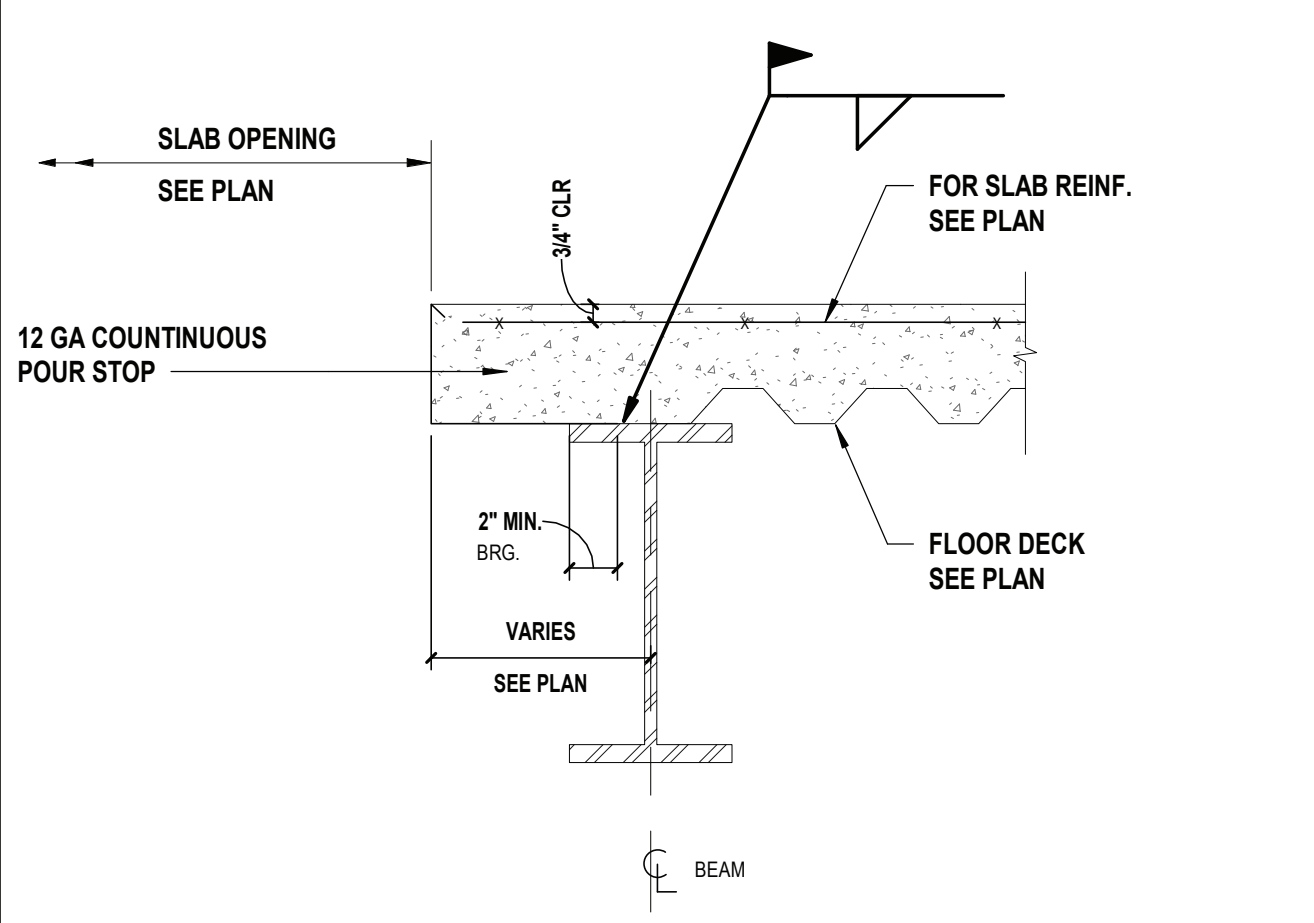 SLAB OPENING
SEE PLAN
3/4" CLR
FOR SLAB REINF.
SEE PLAN
12 GA COUNTINUOUS
POUR STOP
X X X
2" MIN.
BRG.
FLOOR DECK
SEE PLAN
VARIES
SEE PLAN
CL BEAM